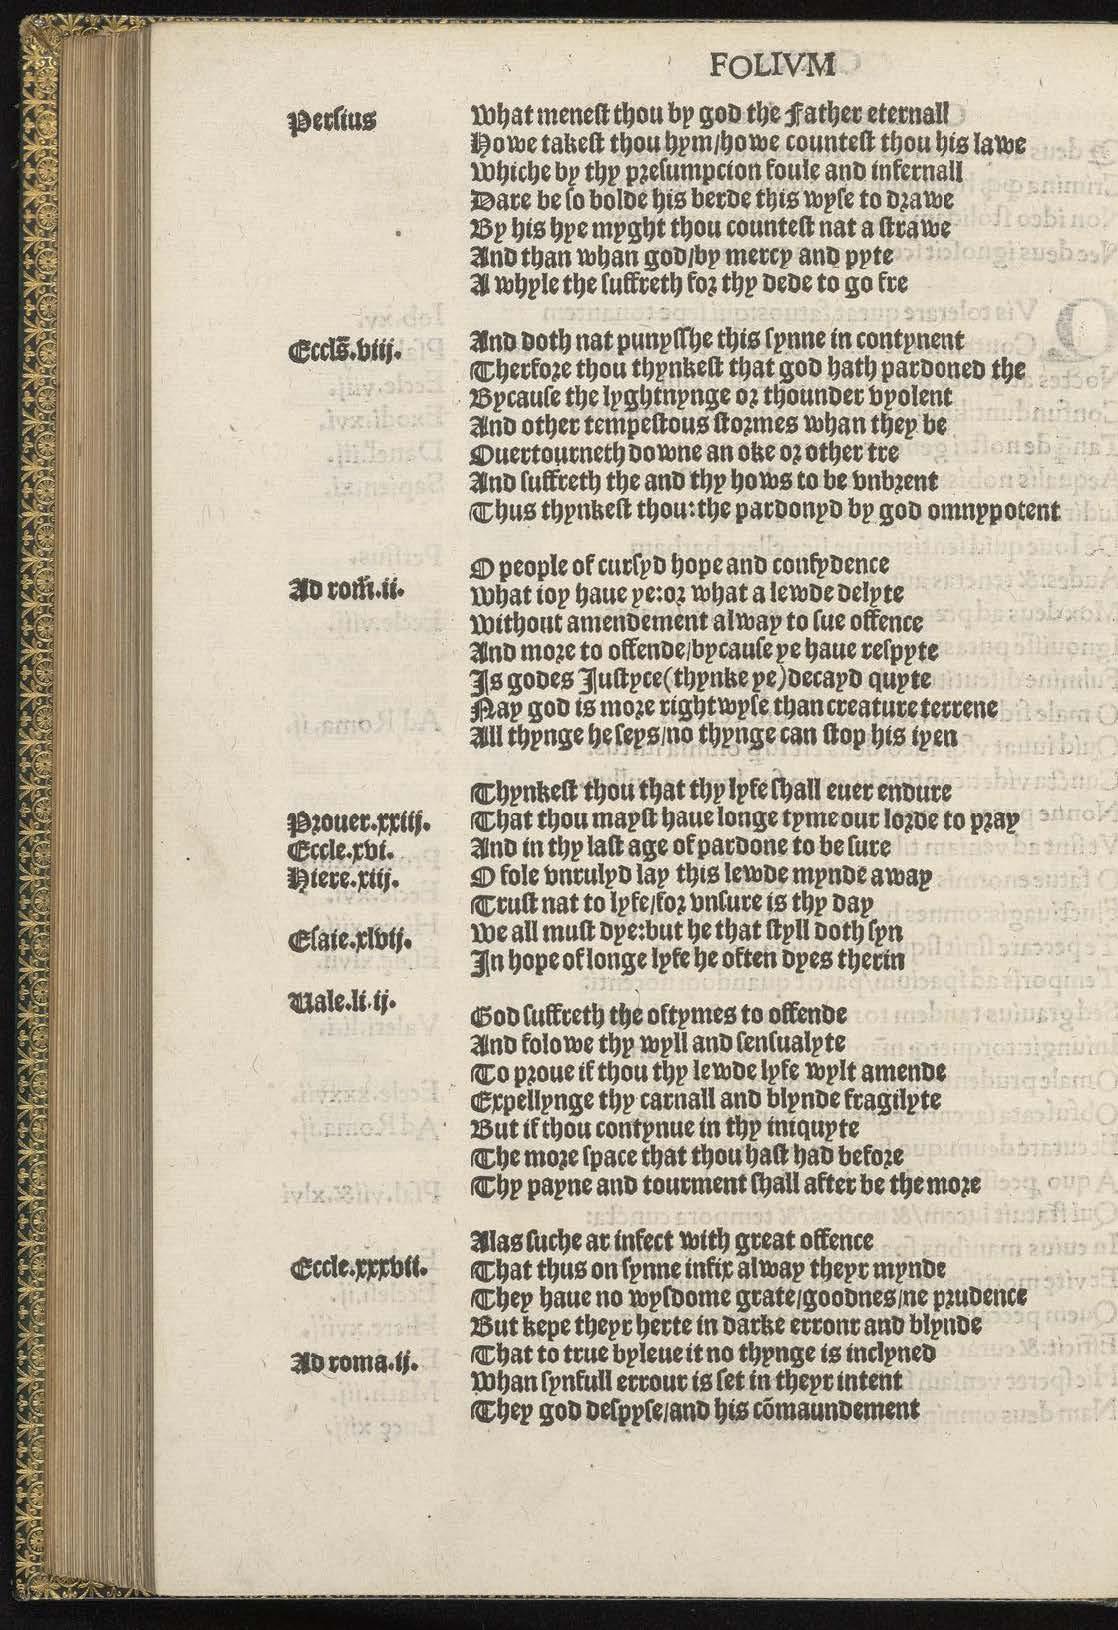 FOLIVM
Persius
What menest thou by god the Father eternall
Howe takest thou hym/howe countest thou his lawe
Whiche by thy presumpcion foule and infernall
Dare be so bolde his berde this wyse to drawe
By his hye myght thou countest nat a strawe
And than whan god/by mercy and pyte
A whyle the suffreth for thy dede to go fre
Eccls̄.viij.
And doth nat punysshe this synne in contynent
Therfore thou thynkest that god hath pardoned the
Bycause the lyghtnynge or thounder vyolent
And other tempestous stormes whan they be
Ouertourneth downe an oke or other tre
And suffreth the and thy hows to be vnbrent
Thus thynkest thou:the pardonyd by god omnypotent
O people of cursyd hope and confydence
Ad rom̄.ii.
What ioy haue ye:or what a lewde delyte
Without amendement alway to sue offence
And more to offende/bycause ye haue respyte
Is godes Justyce(thynke ye)decayd quyte
Nay god is more rightwyse than creature terrene
All thynge he seys/no thynge can stop his iyen
Thynkest thou that thy lyfe shall euer endure
Prouer.xxiij.
That thou mayst haue longe tyme our lorde to pray
Eccle.xvi.
And in thy last age of pardone to be sure
Hiere.xiij.
O fole vnrulyd lay this lewde mynde away
Trust nat to lyfe/for vnsure is thy day
Esaie.xlvij.
We all must dye:but he that styll doth syn
In hope of longe lyfe he often dyes therin
Uale.li.ij.
God suffreth the oftymes to offende
And folowe thy wyll and sensualyte
To proue if thou thy lewde lyfe wylt amende
Expellynge thy carnall and blynde fragilyte
But if thou contynue in thy iniquyte
The more space that thou hast had before
Thy payne and tourment shall after be the more
Alas suche ar infect with great offence
Eccle.xxxvii.
That thus on synne infix alway theyr mynde
They haue no wysdome grate/goodnes/ne prudence
But kepe theyr herte in darke erronr and blynde
Ad roma.ij.
That to true byleue it no thynge is inclyned
Whan synfull errour is set in theyr intent
They god despyse/and his cōmaundement